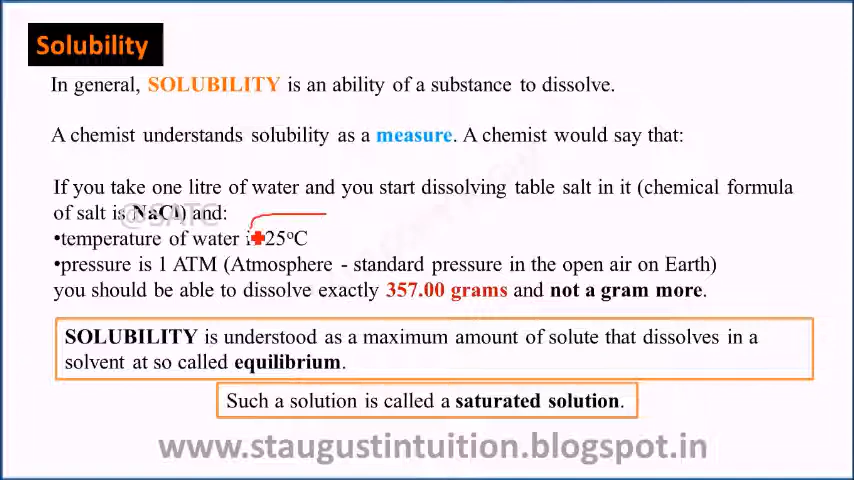 Solubility
In general, SOLUBILITY is an ability of a substance to dissolve.
A chemist understands solubility as a measure. A chemist would say that:
If you take one litre of water and you start dissolving table salt in it (chemical formula
of salt is NaCl) and:
@SATC
•temperature of water is 25°C
•pressure is 1 ATM (Atmosphere - standard pressure in the open air on Earth)
you should be able to dissolve exactly 357.00 grams and not a gram more.
SOLUBILITY is understood as a maximum amount of solute that dissolves in a
solvent at so called equilibrium.
Such a solution is called a saturated solution.
www.staugustintuition.blogspot.in